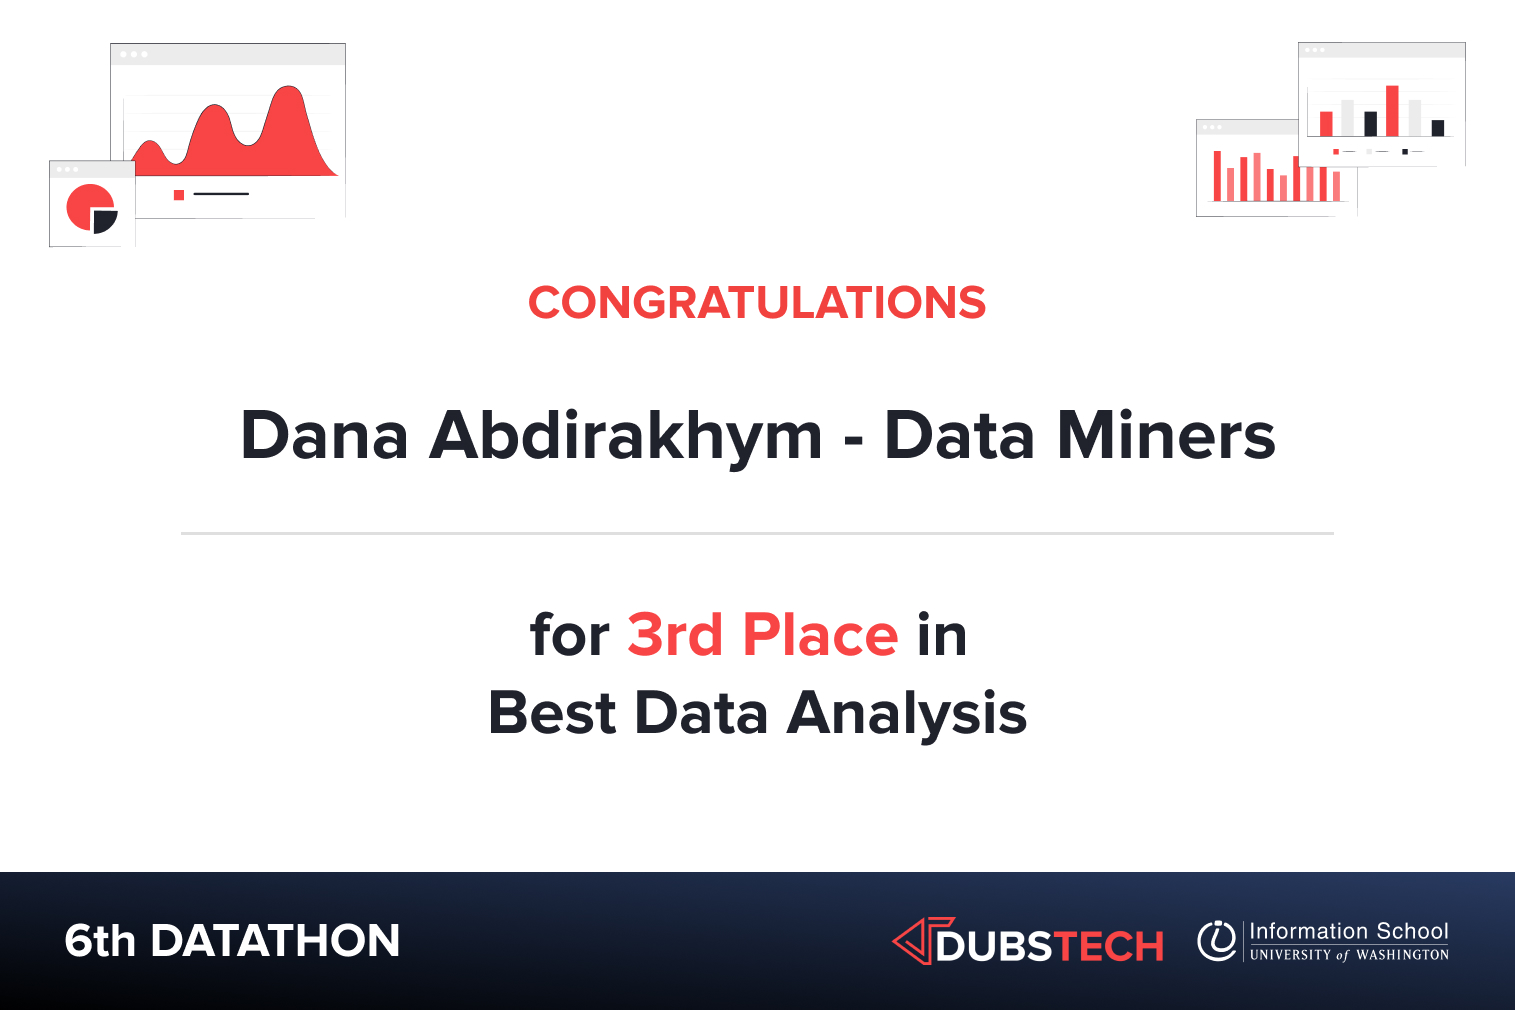 CONGRATULATIONS
Dana Abdirakhym - Data Miners
for 3rd Place in
Best Data Analysis
6th DATATHON
DUBSTECH
Information School
UNIVERSITY of WASHINGTON